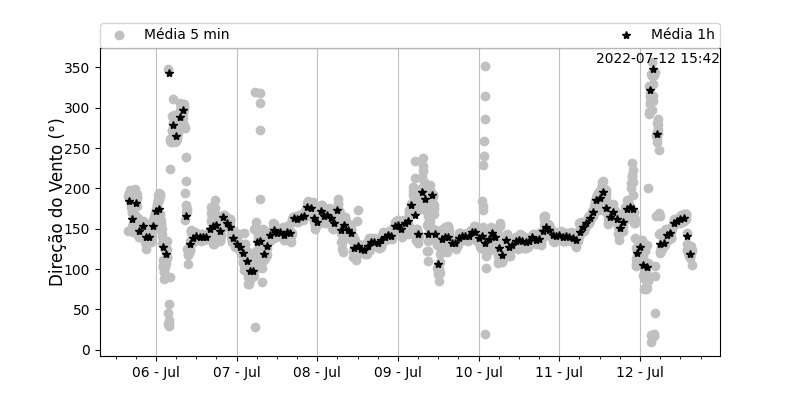 Média 5 min
Média 1h
2022-07-12 15:42
Direção do Vento (°)
350
300
250
200
150
100
50
0
06 - Jul
07 - Jul
08 - Jul
09 - Jul
10 - Jul
11 - Jul
12 - Jul